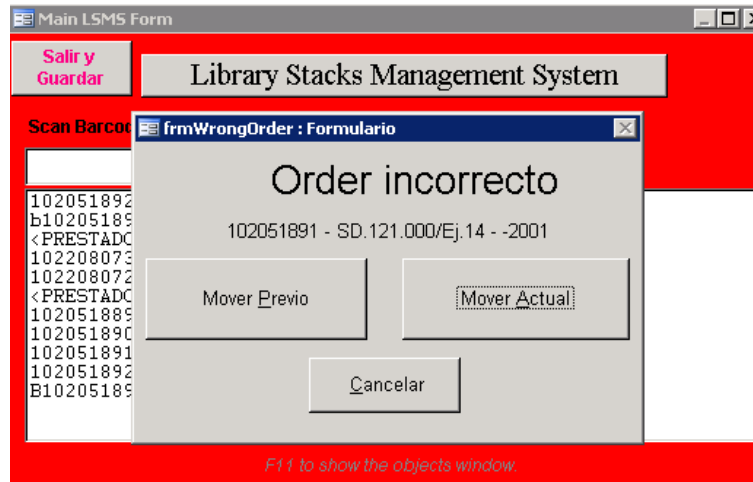 Main LSMS Form
Salir y
Guardar
Library Stacks Management System
Scan Barcod
frmWrongOrder : Formulario
Order incorrecto
102051891 - SD.121.000/Ej.14 - -2001
Mover Previo
Mover Actual
Cancelar
102051892
b10205189
<PRESTADO
102208073
102208072
<PRESTADO
102051889
102051890
102051891
102051892
B10205189
F11 to show the objects window.